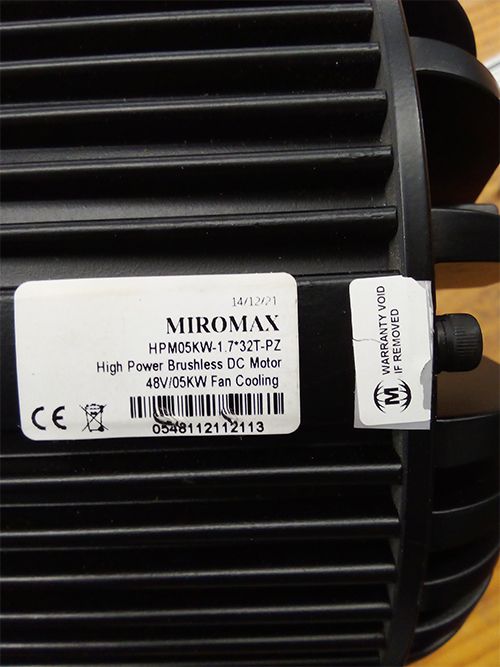 14/12/21
MIROMAX
HPM05KW-1.7*32T-PZ
High Power Brushless DC Motor
48V/05KW Fan Cooling
CE
0548112112113
WARRANTY VOID
IF REMOVED
M